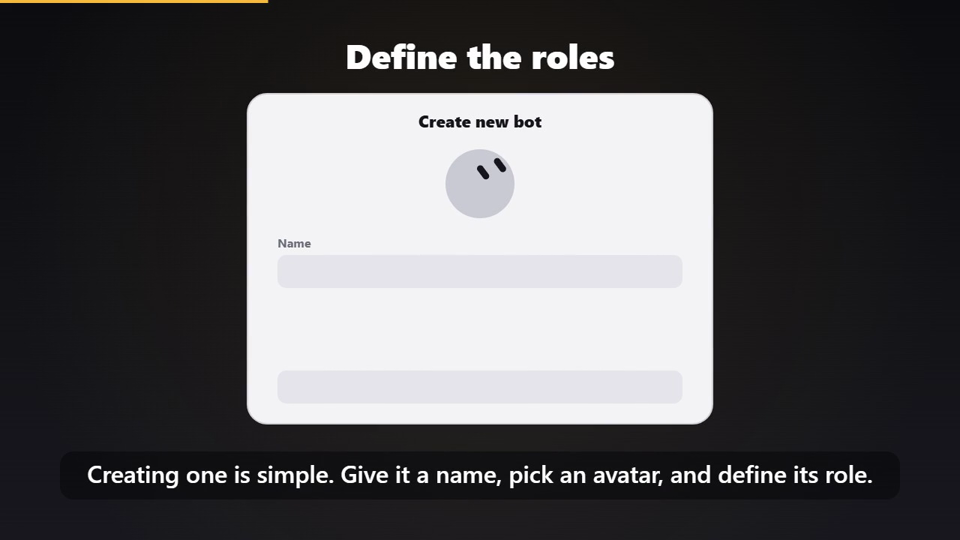 Define the roles
Create new bot
Name
Creating one is simple. Give it a name, pick an avatar, and define its role.